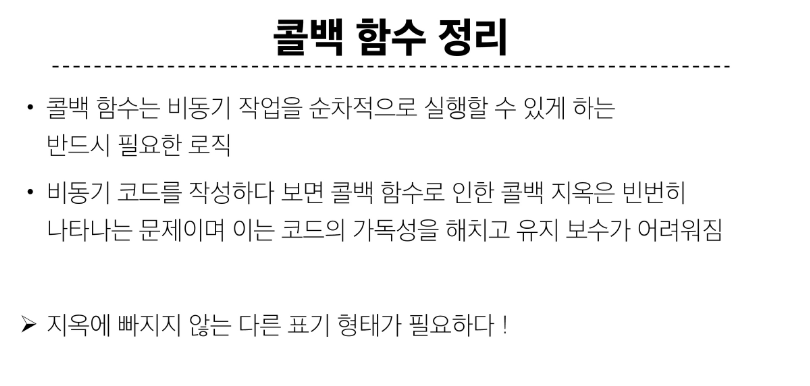 콜백 함수 정리
• 콜백 함수는 비동기 작업을 순차적으로 실행할 수 있게 하는
반드시 필요한 로직
• 비동기 코드를 작성하다 보면 콜백 함수로 인한 콜백 지옥은 빈번히
나타나는 문제이며 이는 코드의 가독성을 해치고 유지 보수가 어려워짐
➢ 지옥에 빠지지 않는 다른 표기 형태가 필요하다 !